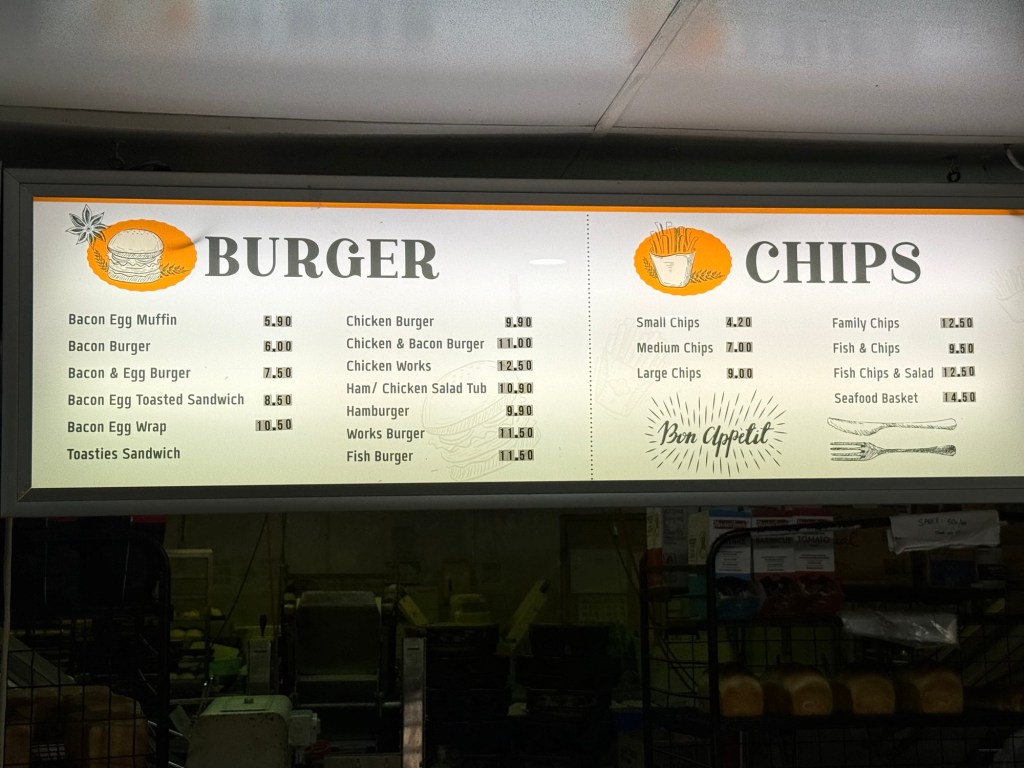 BURGER
Bacon Egg Muffin 5.90
Bacon Burger 6.00
Bacon & Egg Burger 7.50
Bacon Egg Toasted Sandwich 8.50
Bacon Egg Wrap 10.50
Toasties Sandwich
Chicken Burger 9.90
Chicken & Bacon Burger 11.00
Chicken Works 12.50
Ham/ Chicken Salad Tub 10.90
Hamburger 9.90
Works Burger 11.50
Fish Burger 11.50
CHIPS
Small Chips 4.20
Medium Chips 7.00
Large Chips 9.00
Family Chips 12.50
Fish & Chips 9.50
Fish Chips & Salad 12.50
Seafood Basket 14.50
Bon Appetit
TOMATO